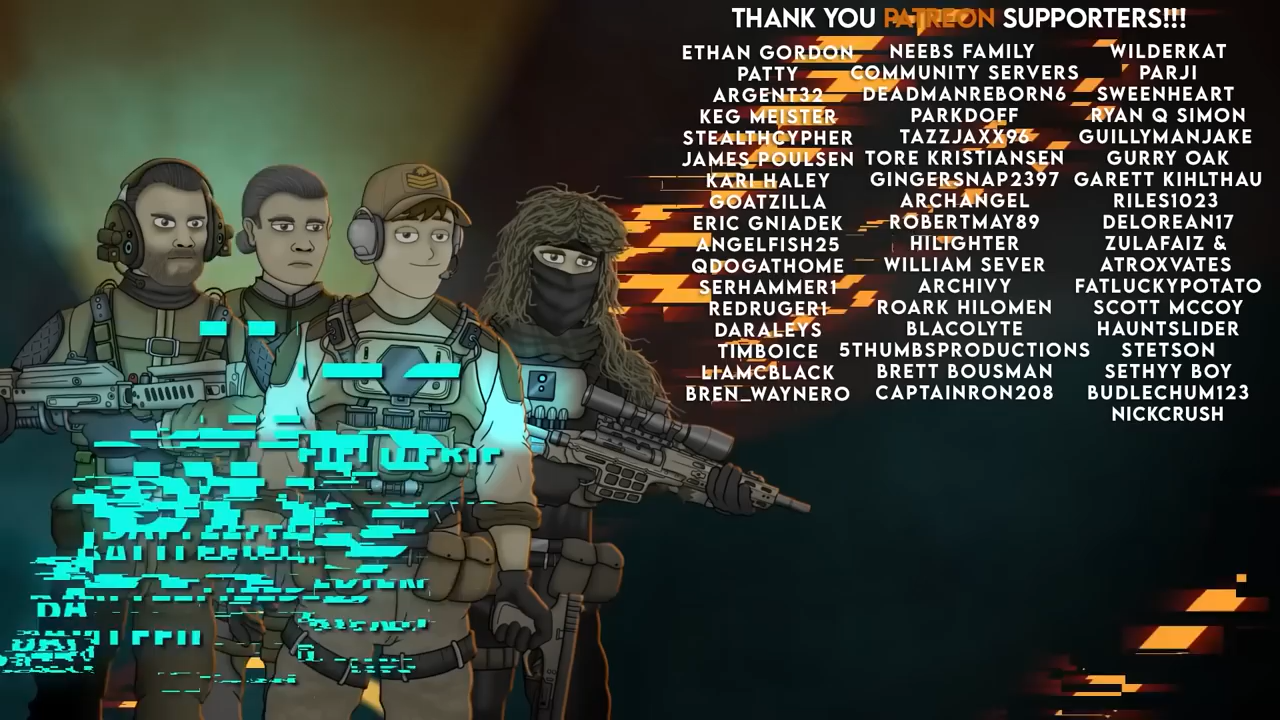 THANK YOU PATREON SUPPORTERS!!!
ETHAN GORDON
PATTY
ARGENT32
KEG MEISTER
STEALTHCYPHER
JAMES POULSEN
KARI HALEY
GOATZILLA
ERIC GNIADEK
ANGELFISH25
QDOGATHOME
SERHAMMER1
REDRUGER1
DARALEYS
TIMBOICE
LIAMCBLACK
BREN_WAYNERO
NEEBS FAMILY
COMMUNITY SERVERS
DEADMANREBORN6
PARKDOFF
TAZZJAXX96
TORE KRISTIANSEN
GINGERSNAP2397
ARCHANGEL
ROBERTMAY89
HILIGHTER
WILLIAM SEVER
ARCHIVY
ROARK HILOMEN
BLACOLYTE
5THUMBSPRODUCTIONS
BRETT BOUSMAN
CAPTAINRON208
WILDERKAT
PARJI
SWEENHEART
RYAN Q SIMON
GUILLYMANJAKE
GURRY OAK
GARETT KIHLTHAU
RILES1023
DELOREAN17
ZULAFAIZ &
ATROXVATES
FATLUCKYPOTATO
SCOTT MCCOY
HAUNTSLIDER
STETSON
SETHYY BOY
BUDLECHUM123
NICKCRUSH